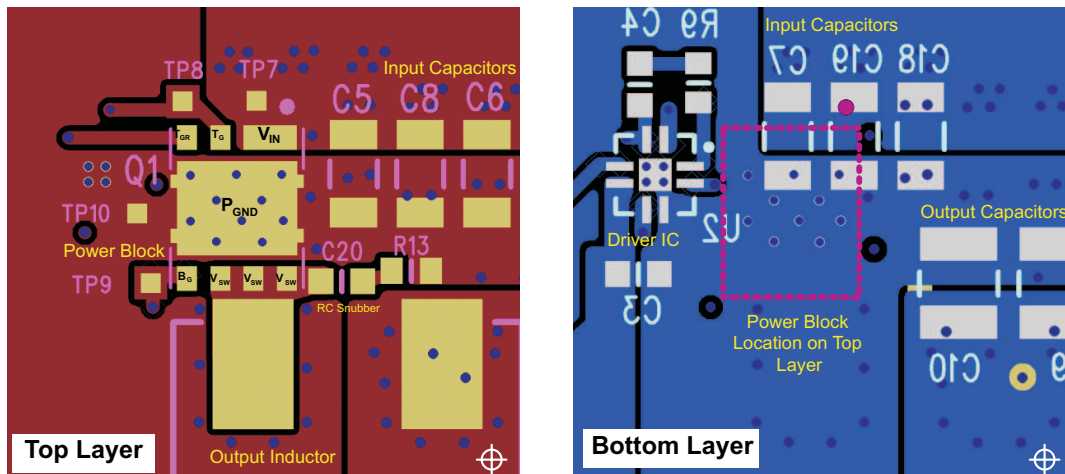 TP8
TP7
Input Capacitors
C5
C8
C6
TGR
TG
VIN
Q1
PGND
TP10
Power Block
TP9
BG
VSW
VSW
VSW
C20
R13
RC Snubber
Output Inductor
Top Layer
C4
R9
Input Capacitors
C7
C19
C18
U2
Driver IC
Output Capacitors
C3
Power Block
Location on Top
Layer
C10
9
Bottom Layer